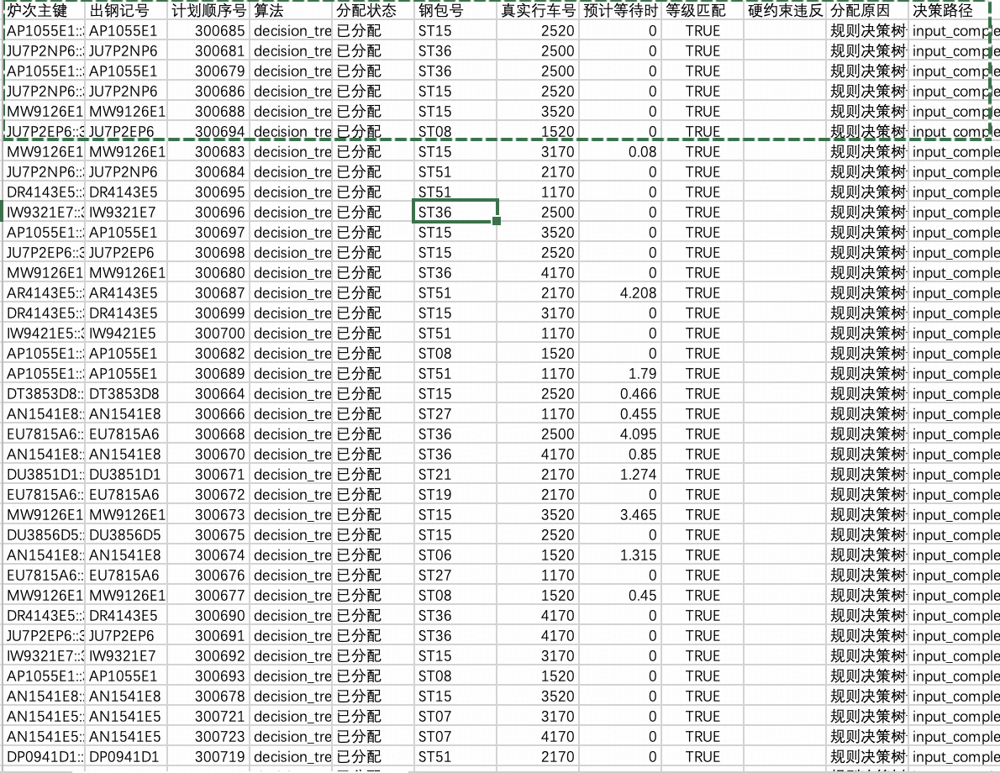 炉次主键 出钢记号 计划顺序号 算法 分配状态 钢包号 真实行车号 预计等待时 等级匹配 硬约束违反 分配原因 决策路径
AP1055E1:: AP1055E1 300685 decision_tre 已分配 ST15 2520 0 TRUE 规则决策树 input_comple
JU7P2NP6:: JU7P2NP6 300681 decision_tre 已分配 ST36 2500 0 TRUE 规则决策树 input_comple
AP1055E1:: AP1055E1 300679 decision_tre 已分配 ST36 2500 0 TRUE 规则决策树 input_comple
JU7P2NP6:: JU7P2NP6 300686 decision_tre 已分配 ST15 2520 0 TRUE 规则决策树 input_comple
MW9126E1 MW9126E1 300688 decision_tre 已分配 ST15 3520 0 TRUE 规则决策树 input_comple
JU7P2EP6::3 JU7P2EP6 300694 decision_tre 已分配 ST08 1520 0 TRUE 规则决策树 input_comple
MW9126E1 MW9126E1 300683 decision_tre 已分配 ST15 3170 0.08 TRUE 规则决策树 input_comple
JU7P2NP6:: JU7P2NP6 300684 decision_tre 已分配 ST51 2170 0 TRUE 规则决策树 input_comple
DR4143E5:: DR4143E5 300695 decision_tre 已分配 ST51 1170 0 TRUE 规则决策树 input_comple
IW9321E7::3 IW9321E7 300696 decision_tre 已分配 ST36 2500 0 TRUE 规则决策树 input_comple
AP1055E1:: AP1055E1 300697 decision_tre 已分配 ST15 3520 0 TRUE 规则决策树 input_comple
JU7P2EP6::3 JU7P2EP6 300698 decision_tre 已分配 ST15 2520 0 TRUE 规则决策树 input_comple
MW9126E1 MW9126E1 300680 decision_tre 已分配 ST36 4170 0 TRUE 规则决策树 input_comple
AR4143E5:: AR4143E5 300687 decision_tre 已分配 ST51 2170 4.208 TRUE 规则决策树 input_comple
DR4143E5:: DR4143E5 300699 decision_tre 已分配 ST15 3170 0 TRUE 规则决策树 input_comple
IW9421E5::3 IW9421E5 300700 decision_tre 已分配 ST51 1170 0 TRUE 规则决策树 input_comple
AP1055E1:: AP1055E1 300682 decision_tre 已分配 ST08 1520 0 TRUE 规则决策树 input_comple
AP1055E1:: AP1055E1 300689 decision_tre 已分配 ST51 1170 1.79 TRUE 规则决策树 input_comple
DT3853D8:: DT3853D8 300664 decision_tre 已分配 ST15 2520 0.466 TRUE 规则决策树 input_comple
AN1541E8:: AN1541E8 300666 decision_tre 已分配 ST27 1170 0.455 TRUE 规则决策树 input_comple
EU7815A6:: EU7815A6 300668 decision_tre 已分配 ST36 2500 4.095 TRUE 规则决策树 input_comple
AN1541E8:: AN1541E8 300670 decision_tre 已分配 ST36 4170 0.85 TRUE 规则决策树 input_comple
DU3851D1:: DU3851D1 300671 decision_tre 已分配 ST21 2170 1.274 TRUE 规则决策树 input_comple
EU7815A6:: EU7815A6 300672 decision_tre 已分配 ST19 2170 0 TRUE 规则决策树 input_comple
MW9126E1 MW9126E1 300673 decision_tre 已分配 ST15 3520 3.465 TRUE 规则决策树 input_comple
DU3856D5:: DU3856D5 300675 decision_tre 已分配 ST15 2520 0 TRUE 规则决策树 input_comple
AN1541E8:: AN1541E8 300674 decision_tre 已分配 ST06 1520 1.315 TRUE 规则决策树 input_comple
EU7815A6:: EU7815A6 300676 decision_tre 已分配 ST27 1170 0 TRUE 规则决策树 input_comple
MW9126E1 MW9126E1 300677 decision_tre 已分配 ST08 1520 0.45 TRUE 规则决策树 input_comple
DR4143E5:: DR4143E5 300690 decision_tre 已分配 ST36 4170 0 TRUE 规则决策树 input_comple
JU7P2EP6::3 JU7P2EP6 300691 decision_tre 已分配 ST36 4170 0 TRUE 规则决策树 input_comple
IW9321E7::3 IW9321E7 300692 decision_tre 已分配 ST15 3170 0 TRUE 规则决策树 input_comple
AP1055E1:: AP1055E1 300693 decision_tre 已分配 ST08 1520 0 TRUE 规则决策树 input_comple
AN1541E8:: AN1541E8 300678 decision_tre 已分配 ST15 3520 0 TRUE 规则决策树 input_comple
AN1541E5:: AN1541E5 300721 decision_tre 已分配 ST07 3170 0 TRUE 规则决策树 input_comple
AN1541E5:: AN1541E5 300723 decision_tre 已分配 ST07 4170 0 TRUE 规则决策树 input_comple
DP0941D1:: DP0941D1 300719 decision_tre 已分配 ST51 2170 0 TRUE 规则决策树 input_comple